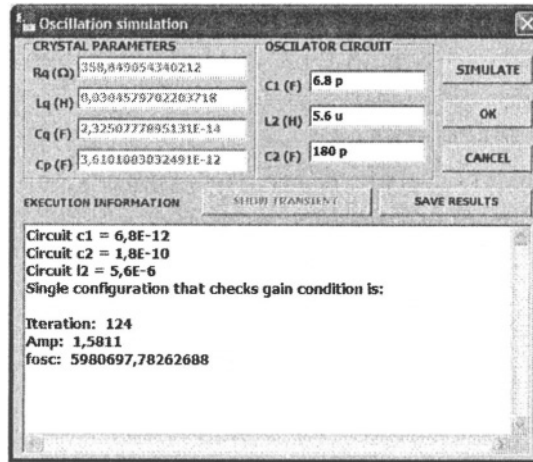 Oscillation simulation
CRYSTAL PARAMETERS
Rq (Ω) 358,849054340212
Lq (H) 0,0304579702203718
Cq (F) 2,3250777895131E-14
Cp (F) 3,6101083032491E-12
OSCILATOR CIRCUIT
C1 (F) 6.8 p
L2 (H) 5.6 u
C2 (F) 180 p
SIMULATE
OK
CANCEL
EXECUTION INFORMATION
SHOW TRANSIENT
SAVE RESULTS
Circuit c1 = 6,8E-12
Circuit c2 = 1,8E-10
Circuit l2 = 5,6E-6
Single configuration that checks gain condition is:
Iteration: 124
Amp: 1,5811
fosc: 5980697,78262688